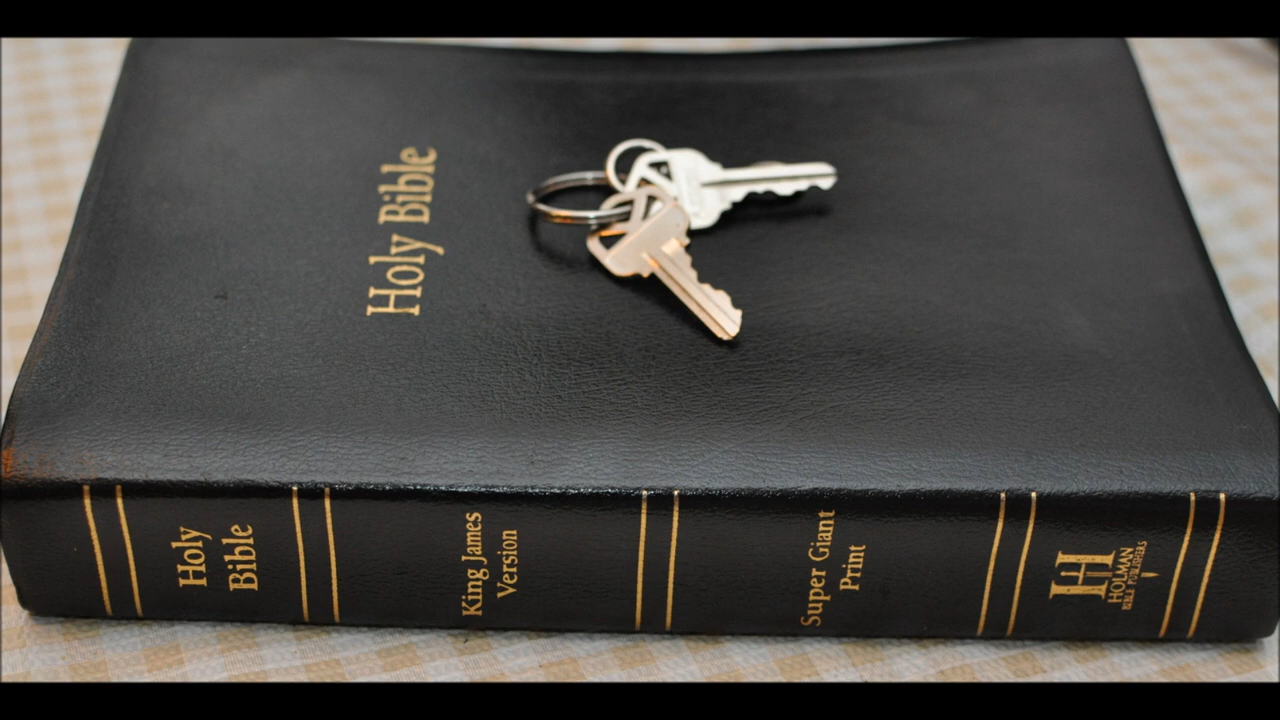 Holy Bible
Holy
Bible
King James
Version
Super Giant
Print
HOLMAN
BIBLE PUBLISHERS